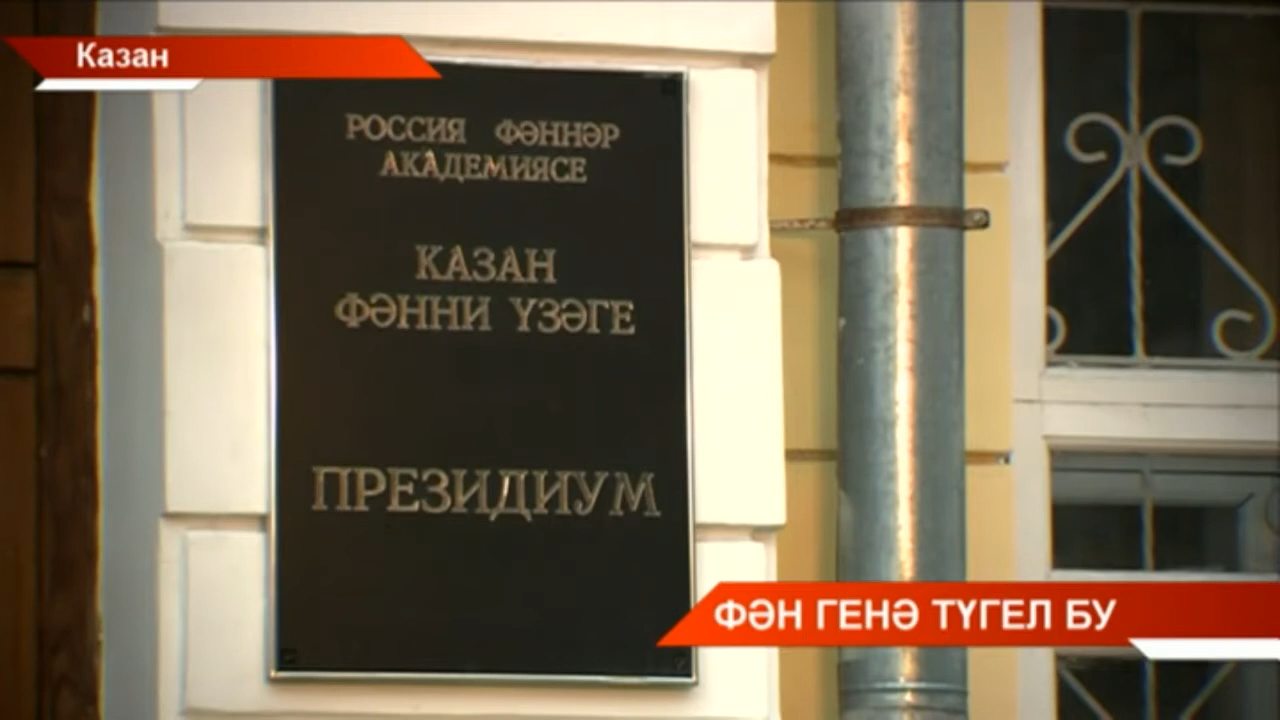 Казан
РОССИЯ ФӘННӘР
АКАДЕМИЯСЕ
КАЗАН
ФӘННИ ҮЗӘГЕ
ПРЕЗИДИУМ
ФӘН ГЕНӘ ТҮГЕЛ БУ